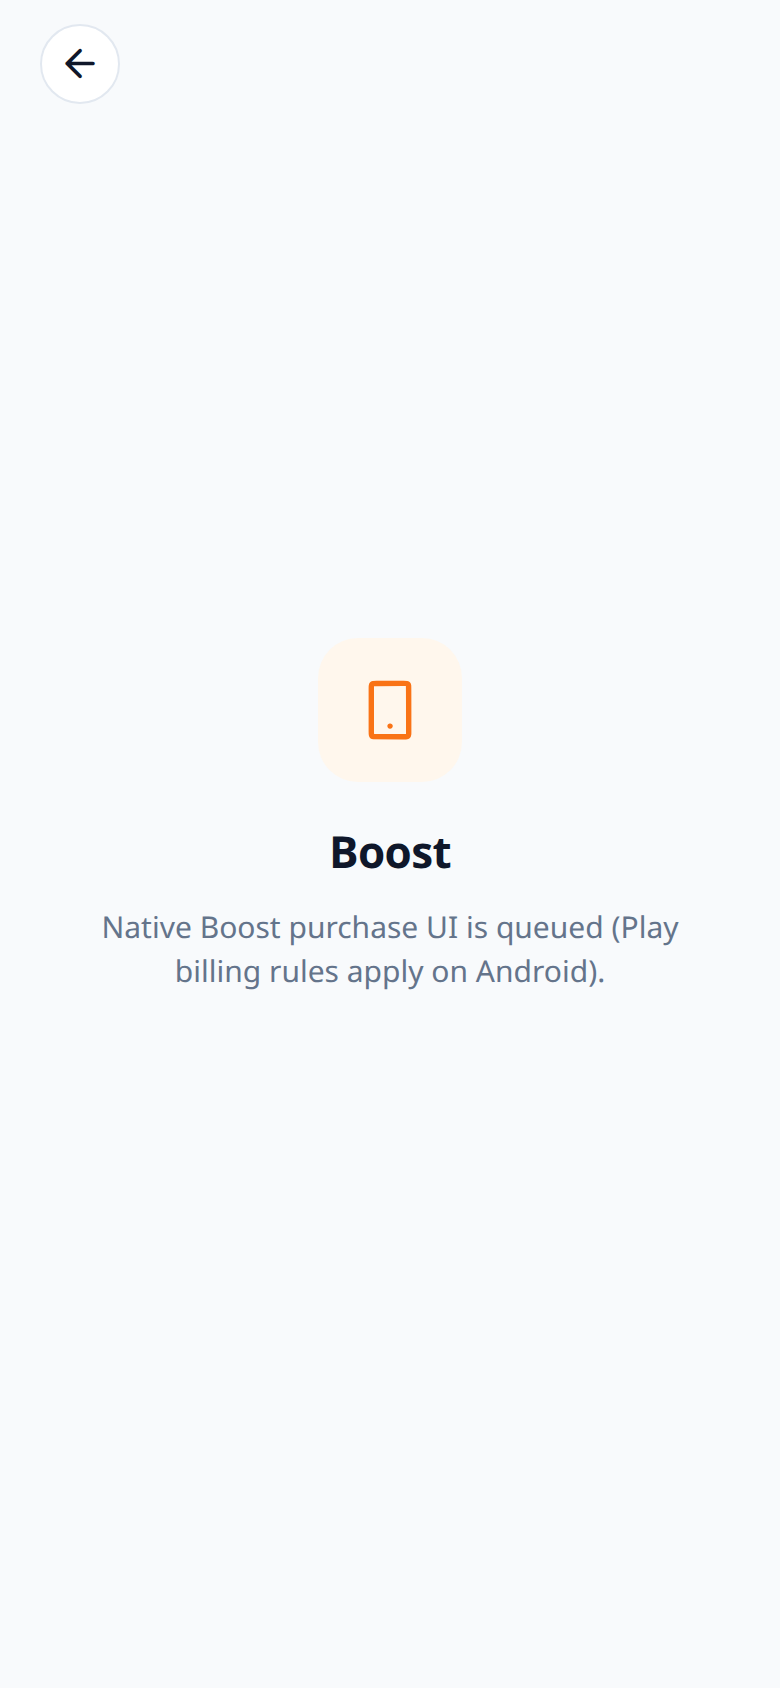 Boost
Native Boost purchase UI is queued (Play
billing rules apply on Android).